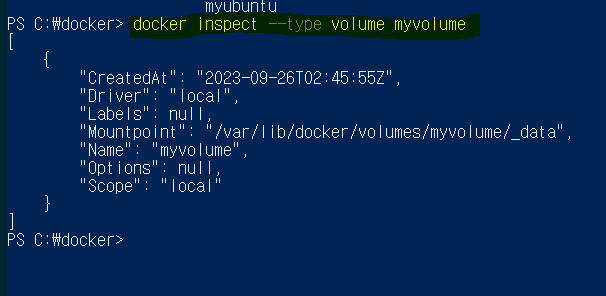 myubuntu
PS C:₩docker> docker inspect --type volume myvolume
[
    {
        "CreatedAt": "2023-09-26T02:45:55Z",
        "Driver": "local",
        "Labels": null,
        "Mountpoint": "/var/lib/docker/volumes/myvolume/_data",
        "Name": "myvolume",
        "Options": null,
        "Scope": "local"
    }
]
PS C:₩docker>